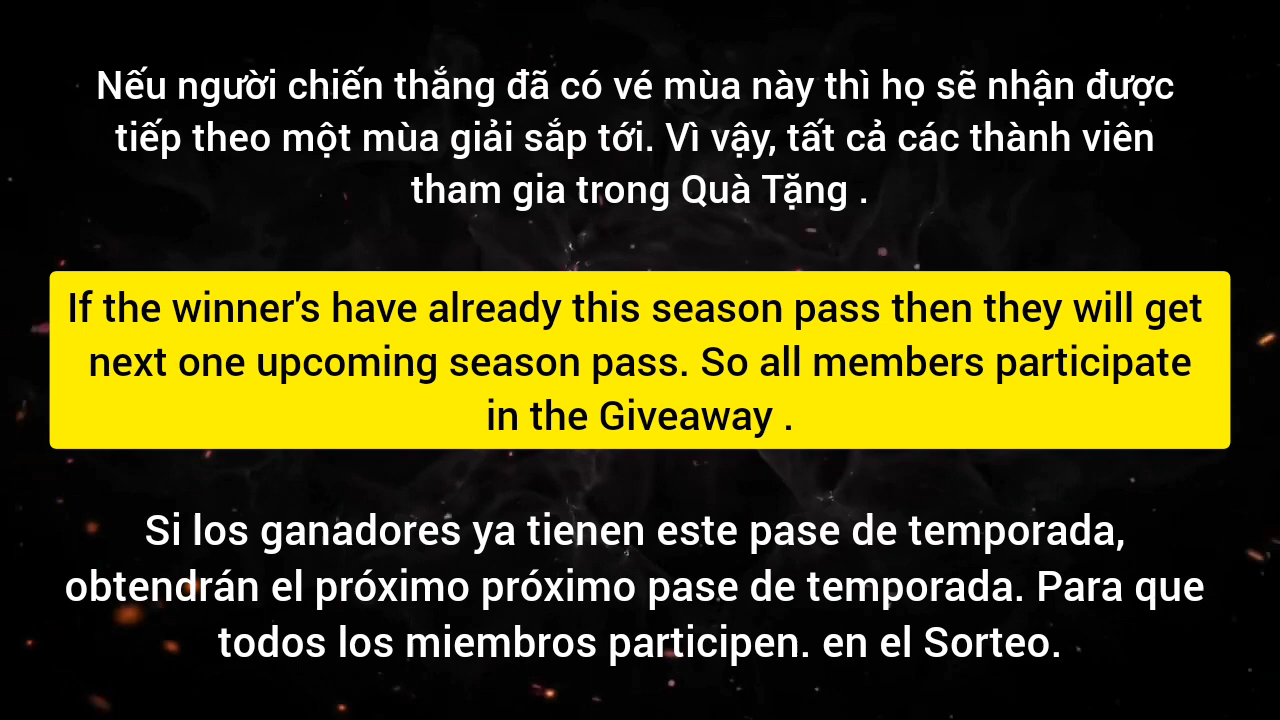 Nếu người chiến thắng đã có vé mùa này thì họ sẽ nhận được
tiếp theo một mùa giải sắp tới. Vì vậy, tất cả các thành viên
tham gia trong Quà Tặng .
If the winner's have already this season pass then they will get
next one upcoming season pass. So all members participate
in the Giveaway .
Si los ganadores ya tienen este pase de temporada,
obtendrán el próximo próximo pase de temporada. Para que
todos los miembros participen. en el Sorteo.